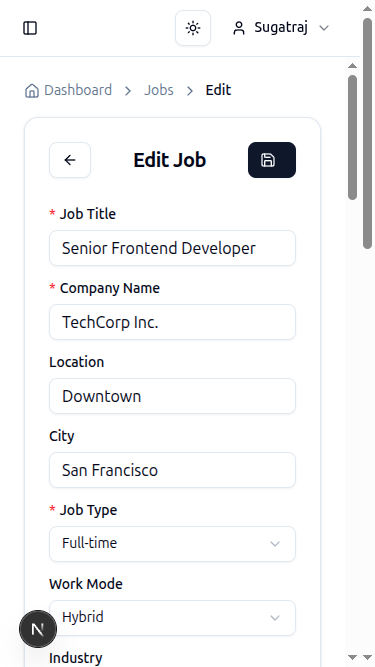 Sugatraj
Dashboard > Jobs > Edit
Edit Job
* Job Title
Senior Frontend Developer
* Company Name
TechCorp Inc.
Location
Downtown
City
San Francisco
* Job Type
Full-time
Work Mode
Hybrid
N
Industry